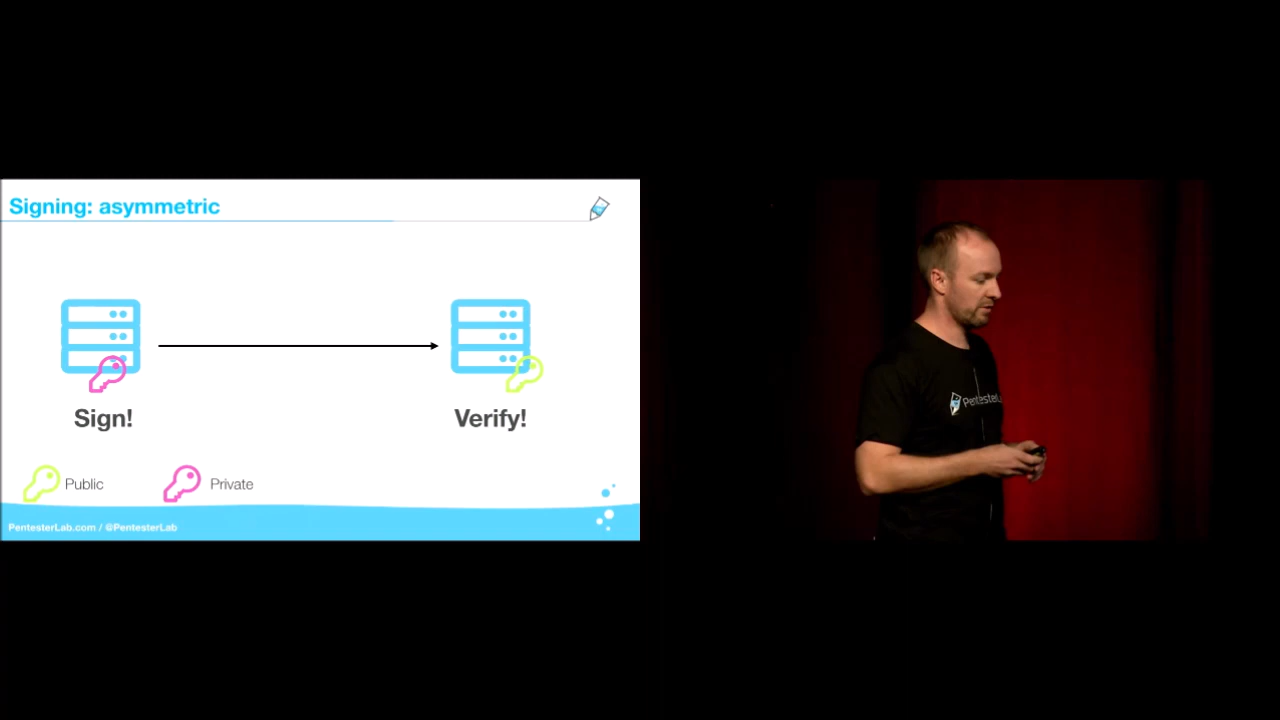 Signing: asymmetric
Sign!
Verify!
Public
Private
PentesterLab.com / @PentesterLab